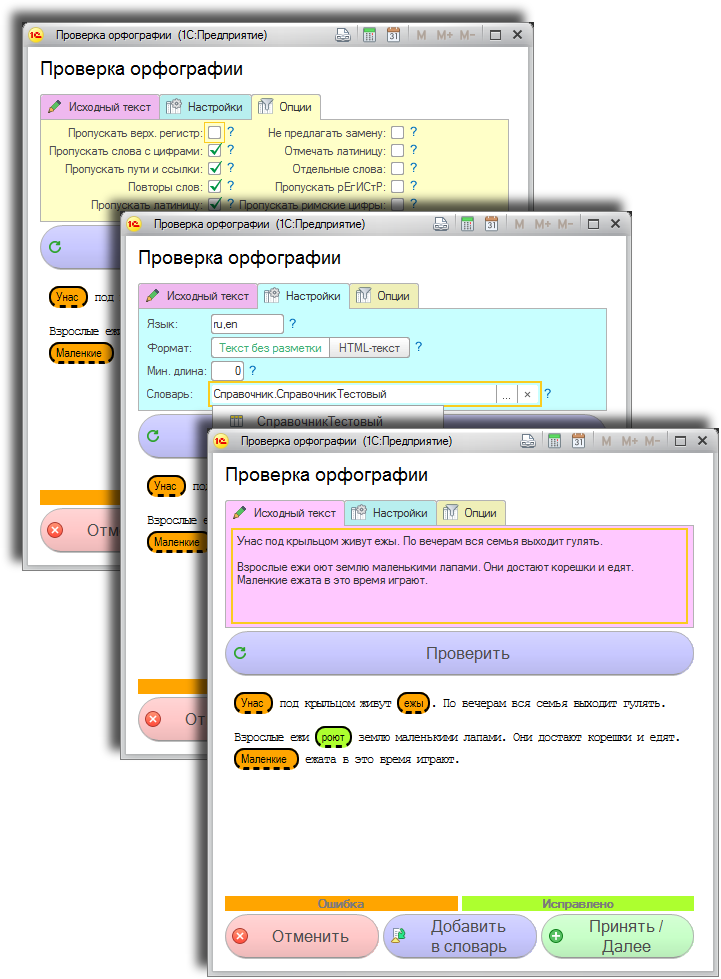 Проверка орфографии (1С:Предприятие)
M M+ M−
Проверка орфографии
Исходный текст Настройки Опции
Пропускать верх. регистр: ? Не предлагать замену: ?
Пропускать слова с цифрами: ? Отмечать латиницу: ?
Пропускать пути и ссылки: ? Отдельные слова: ?
Повторы слов: ? Пропускать рЕгИСтР: ?
Пропускать латиницу: ? Пропускать римские цифры: ?
Унас под
Взрослые ежи
Маленкие
Проверка орфографии (1С:Предприятие)
M M+ M−
Проверка орфографии
Исходный текст Настройки Опции
Язык: ru,en ?
Формат: Текст без разметки HTML-текст ?
Мин. длина: 0 ?
Словарь: Справочник.СправочникТестовый ... × ?
СправочникТестовый
Унас
Взрослые
Маленкие
Проверка орфографии (1С:Предприятие)
31
M M+ M−
Проверка орфографии
Исходный текст Настройки Опции
Унас под крыльцом живут ежы. По вечерам вся семья выходит гулять.
Взрослые ежи оют землю маленькими лапами. Они достают корешки и едят.
Маленкие ежата в это время играют.
Проверить
Унас под крыльцом живут ежы. По вечерам вся семья выходит гулять.
Взрослые ежи роют землю маленькими лапами. Они достают корешки и едят.
Маленкие ежата в это время играют.
Ошибка Исправлено
Отменить
Добавить
в словарь
Принять /
Далее